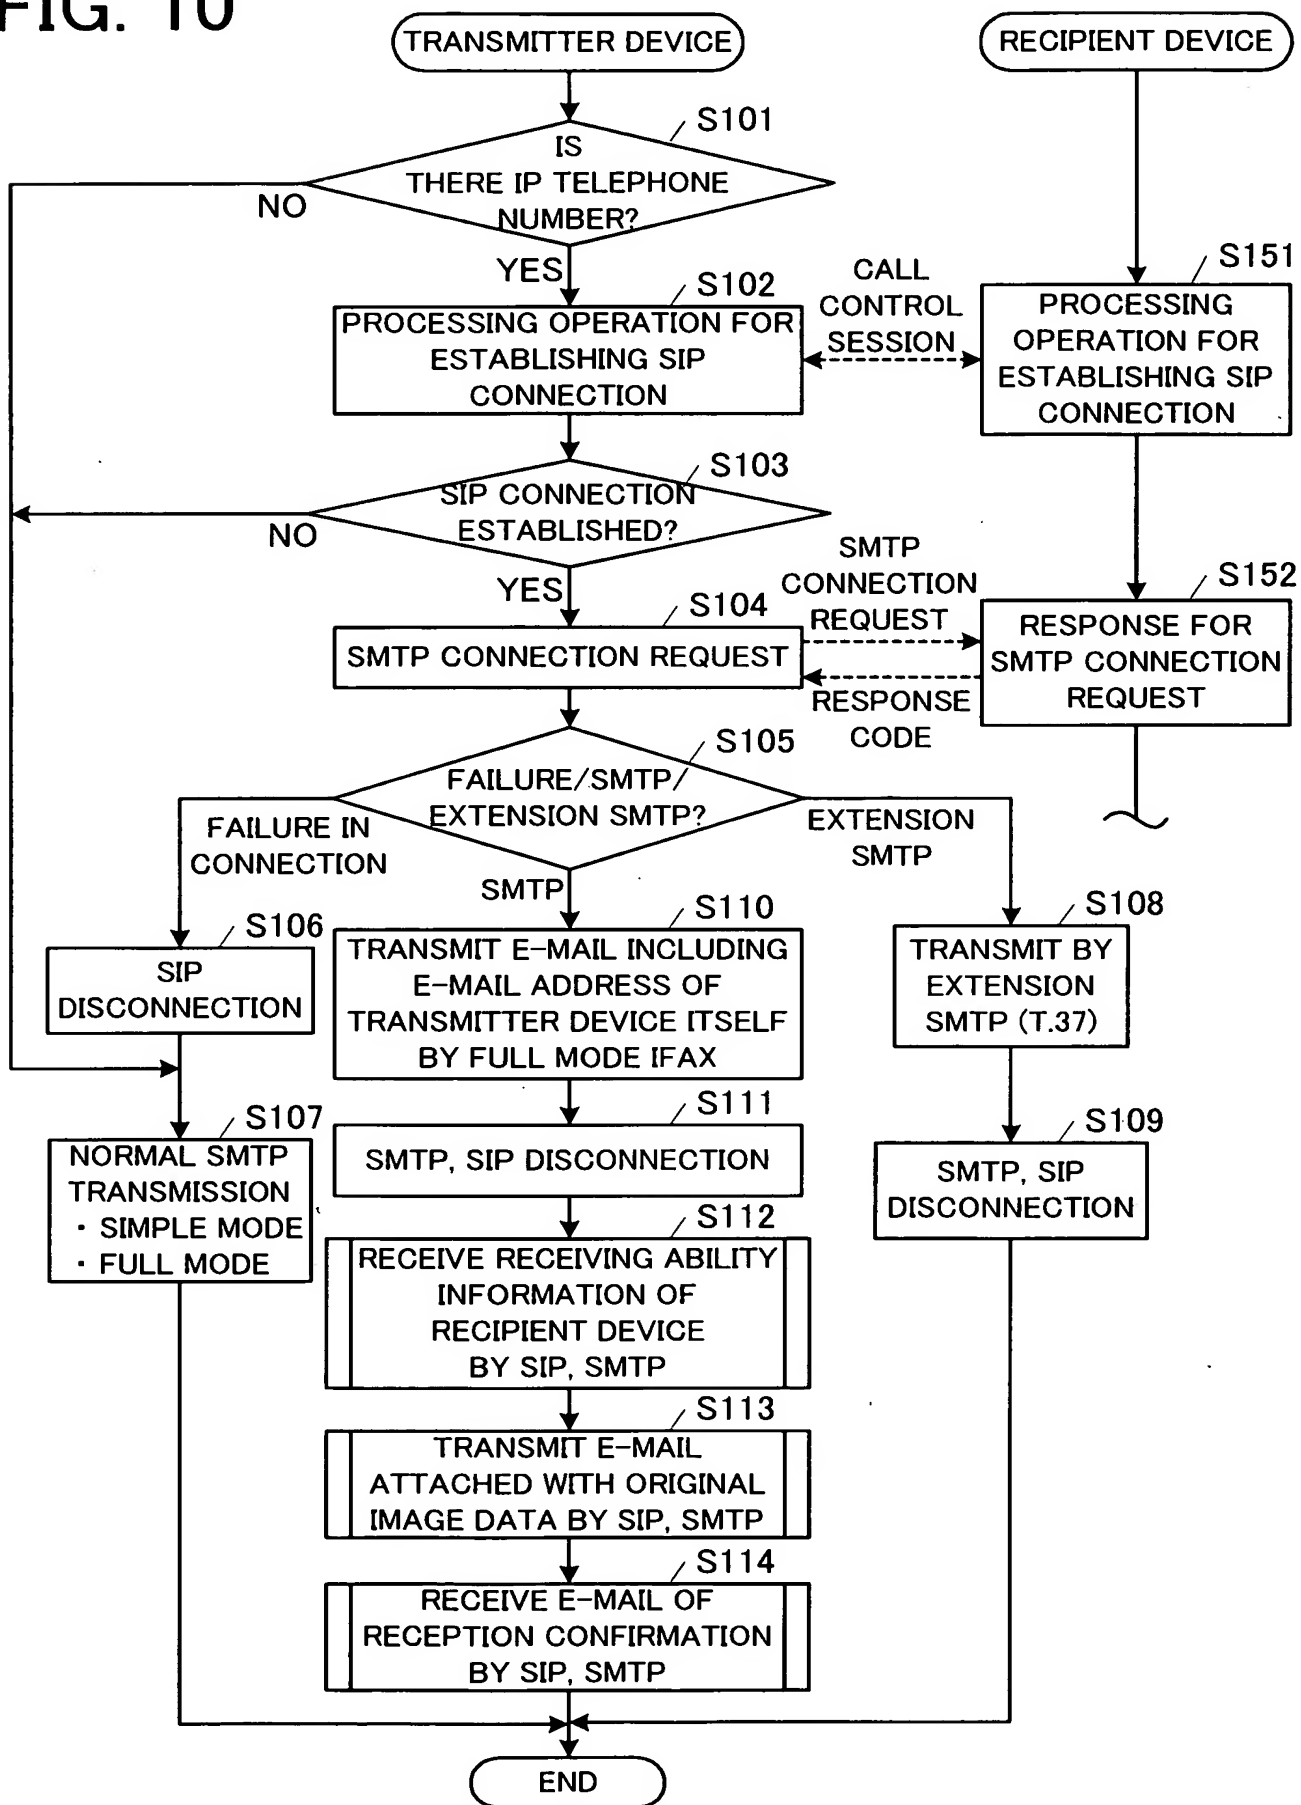 FIG. 10
TRANSMITTER DEVICE
RECIPIENT DEVICE
S101
IS
THERE IP TELEPHONE
NUMBER?
NO
YES
S102
PROCESSING OPERATION FOR
ESTABLISHING SIP
CONNECTION
CALL
CONTROL
SESSION
S151
PROCESSING
OPERATION FOR
ESTABLISHING SIP
CONNECTION
S103
SIP CONNECTION
ESTABLISHED?
NO
YES
S104
SMTP CONNECTION REQUEST
SMTP
CONNECTION
REQUEST
RESPONSE
CODE
S152
RESPONSE FOR
SMTP CONNECTION
REQUEST
S105
FAILURE/SMTP/
EXTENSION SMTP?
FAILURE IN
CONNECTION
SMTP
EXTENSION
SMTP
S106
SIP
DISCONNECTION
S107
NORMAL SMTP
TRANSMISSION
・ SIMPLE MODE
・ FULL MODE
S110
TRANSMIT E-MAIL INCLUDING
E-MAIL ADDRESS OF
TRANSMITTER DEVICE ITSELF
BY FULL MODE IFAX
S111
SMTP, SIP DISCONNECTION
S112
RECEIVE RECEIVING ABILITY
INFORMATION OF
RECIPIENT DEVICE
BY SIP, SMTP
S113
TRANSMIT E-MAIL
ATTACHED WITH ORIGINAL
IMAGE DATA BY SIP, SMTP
S114
RECEIVE E-MAIL OF
RECEPTION CONFIRMATION
BY SIP, SMTP
S108
TRANSMIT BY
EXTENSION
SMTP (T.37)
S109
SMTP, SIP
DISCONNECTION
END